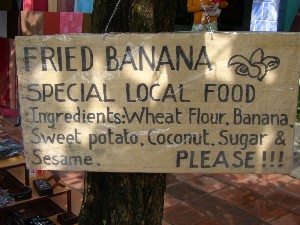 FRIED BANANA
SPECIAL LOCAL FOOD
Ingredients: Wheat Flour, Banana,
Sweet potato, Coconut, Sugar &
Sesame. PLEASE!!!